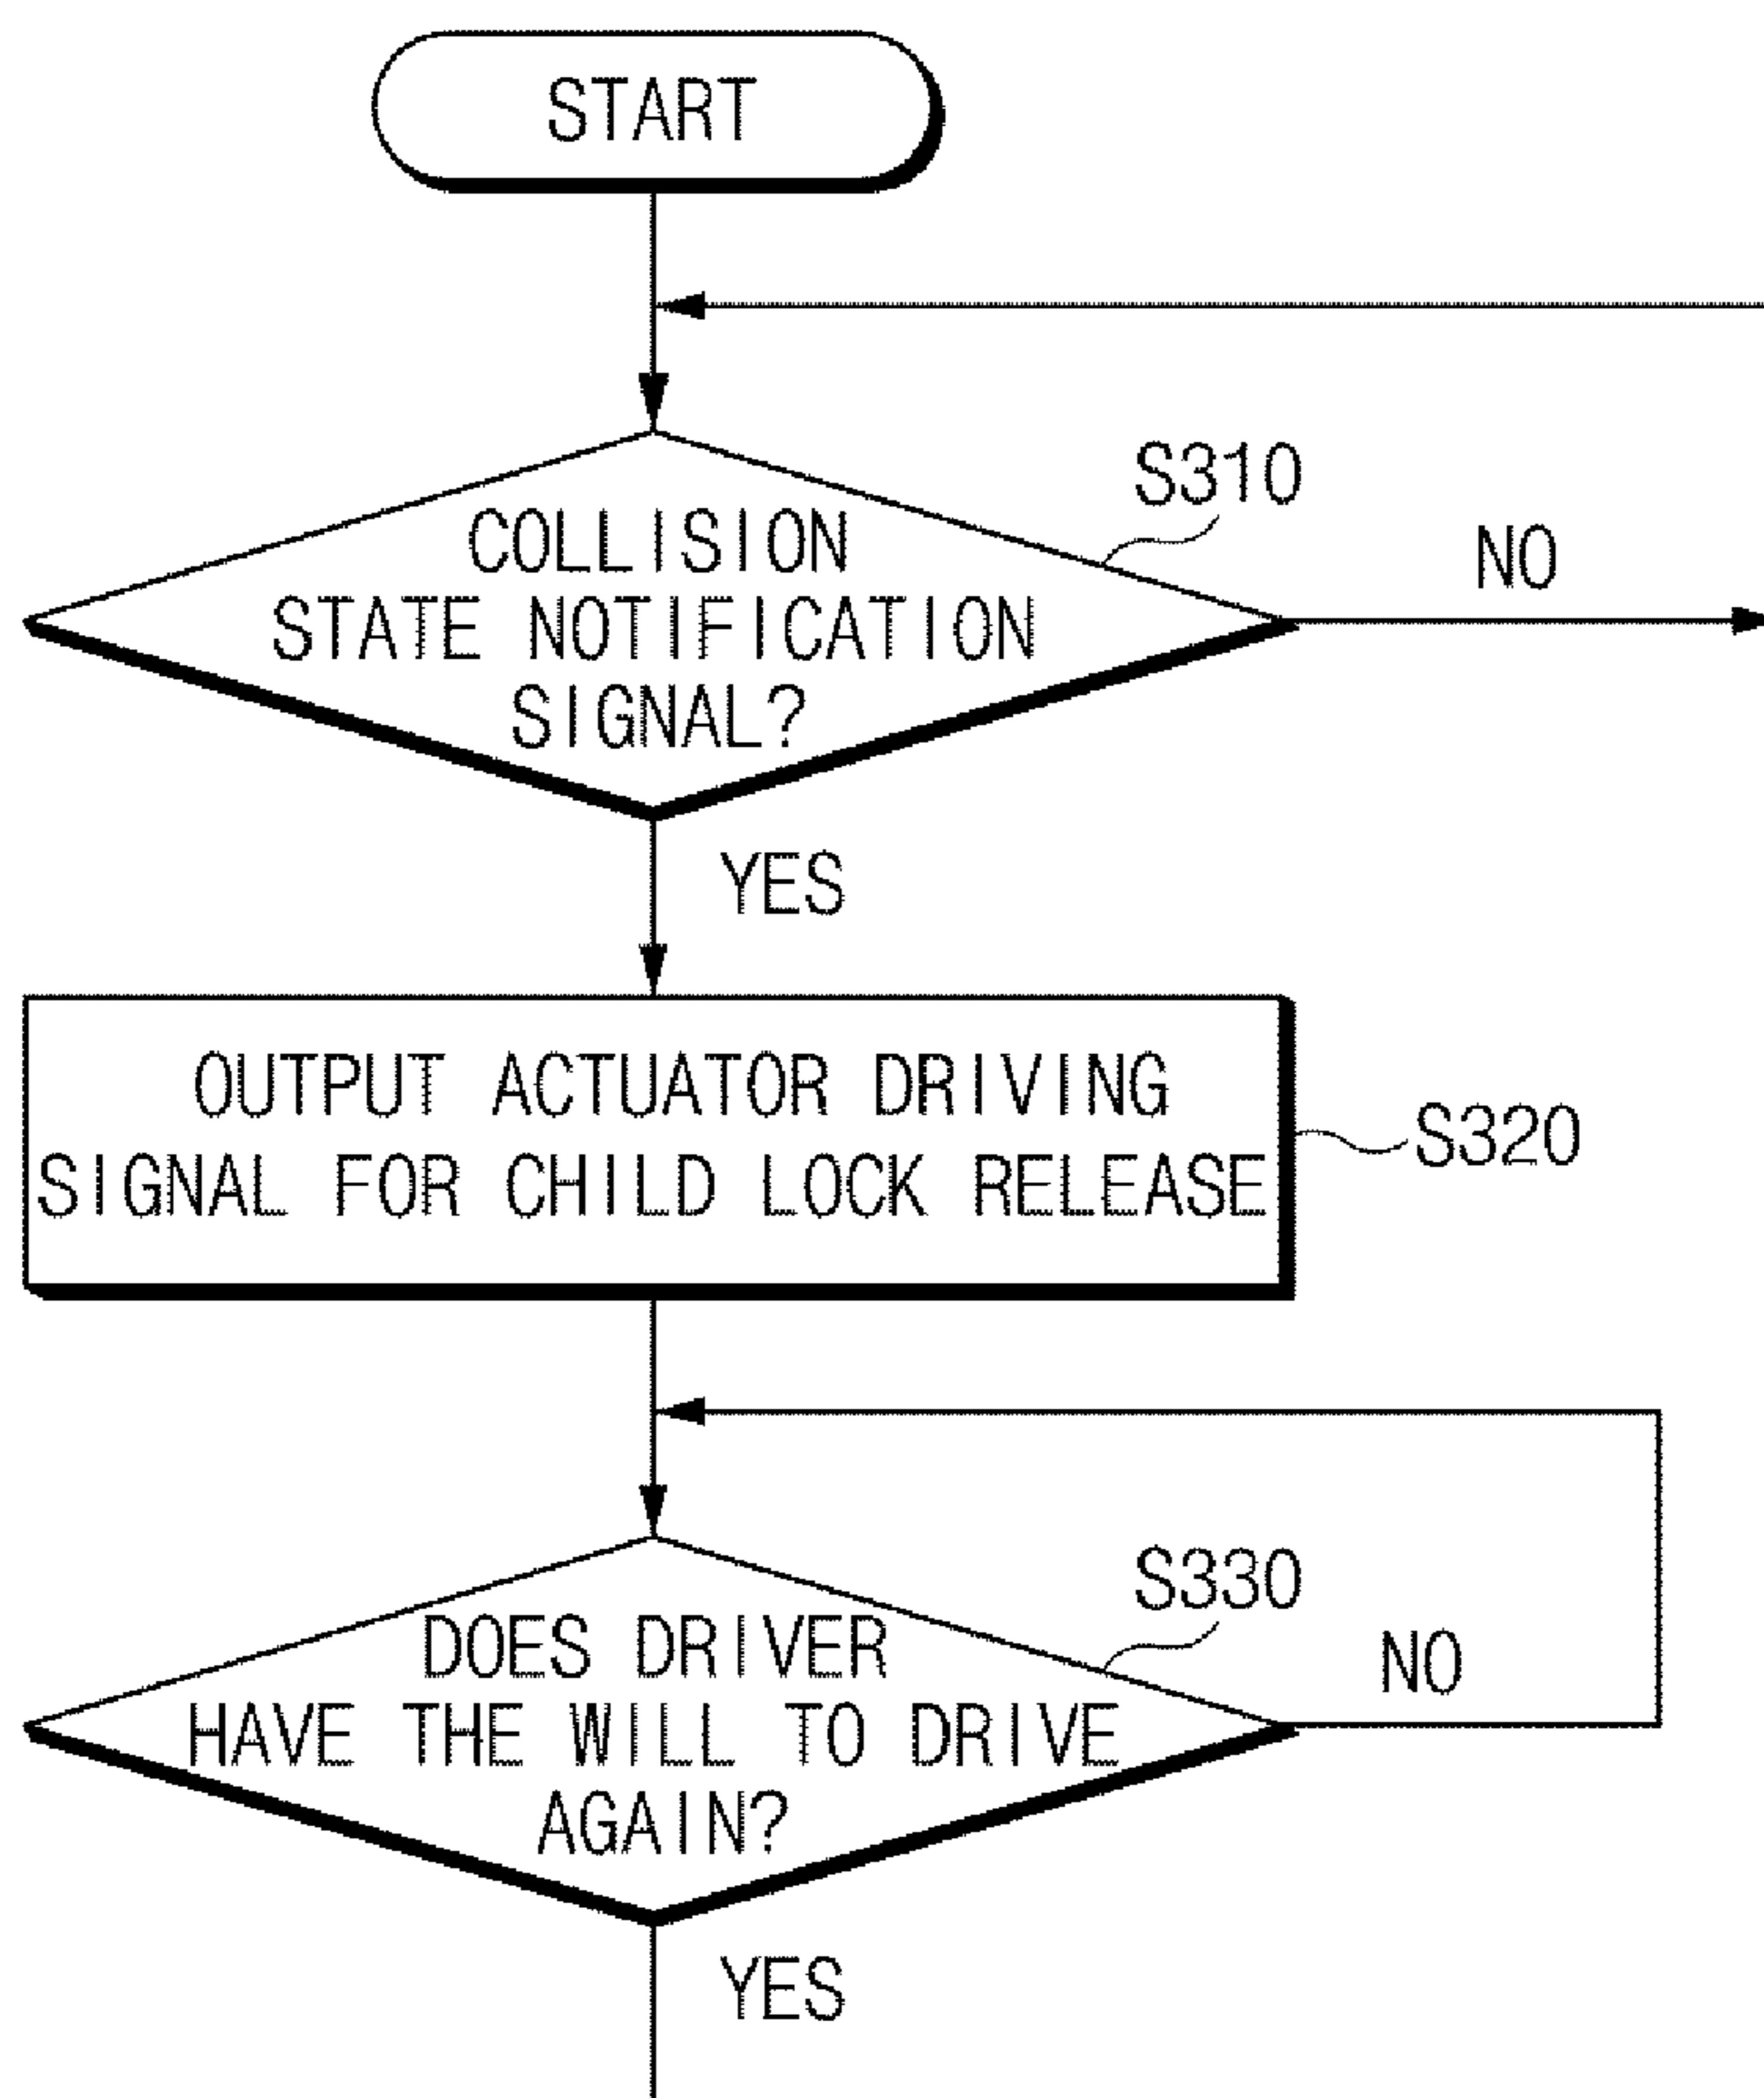 START
S310
COLLISION
STATE NOTIFICATION
SIGNAL?
NO
YES
OUTPUT ACTUATOR DRIVING
SIGNAL FOR CHILD LOCK RELEASE
S320
S330
DOES DRIVER
HAVE THE WILL TO DRIVE
AGAIN?
NO
YES